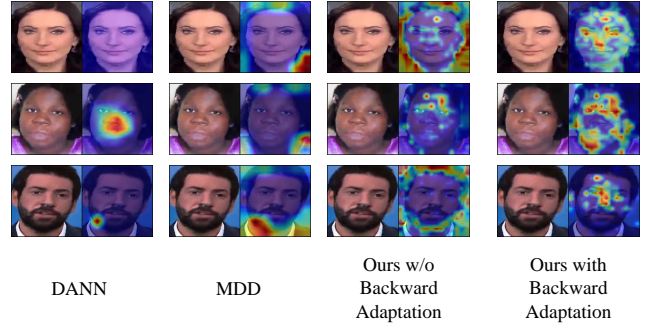 DANN
MDD
Ours w/o
Backward
Adaptation
Ours with
Backward
Adaptation